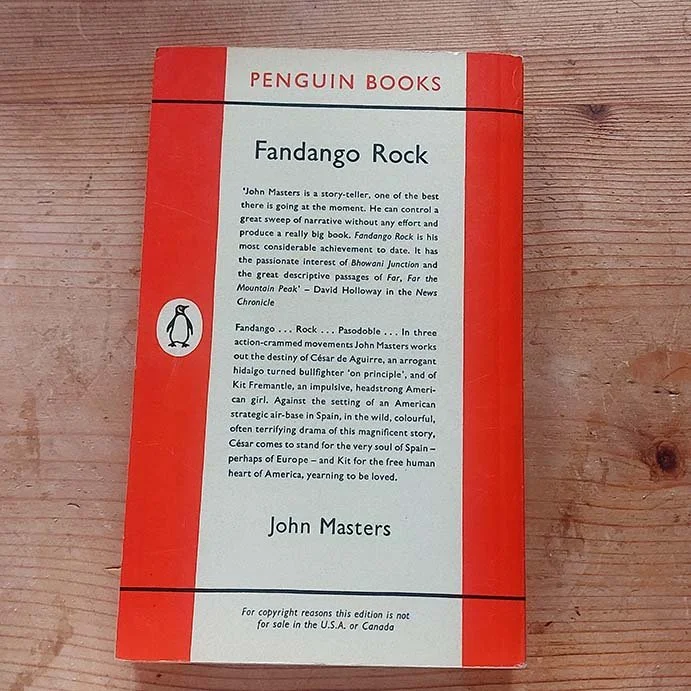 PENGUIN BOOKS
Fandango Rock
'John Masters is a story-teller, one of the best
there is going at the moment. He can control a
great sweep of narrative without any effort and
produce a really big book. Fandango Rock is his
most considerable achievement to date. It has
the passionate interest of Bhowani Junction and
the great descriptive passages of Far, Far the
Mountain Peak' – David Holloway in the News
Chronicle
Fandango . . . Rock . . . Pasodoble . . . In three
action-crammed movements John Masters works
out the destiny of César de Aguirre, an arrogant
hidalgo turned bullfighter 'on principle', and of
Kit Fremantle, an impulsive, headstrong Ameri-
can girl. Against the setting of an American
strategic air-base in Spain, in the wild, colourful,
often terrifying drama of this magnificent story,
César comes to stand for the very soul of Spain –
perhaps of Europe – and Kit for the free human
heart of America, yearning to be loved.
John Masters
For copyright reasons this edition is not
for sale in the U.S.A. or Canada